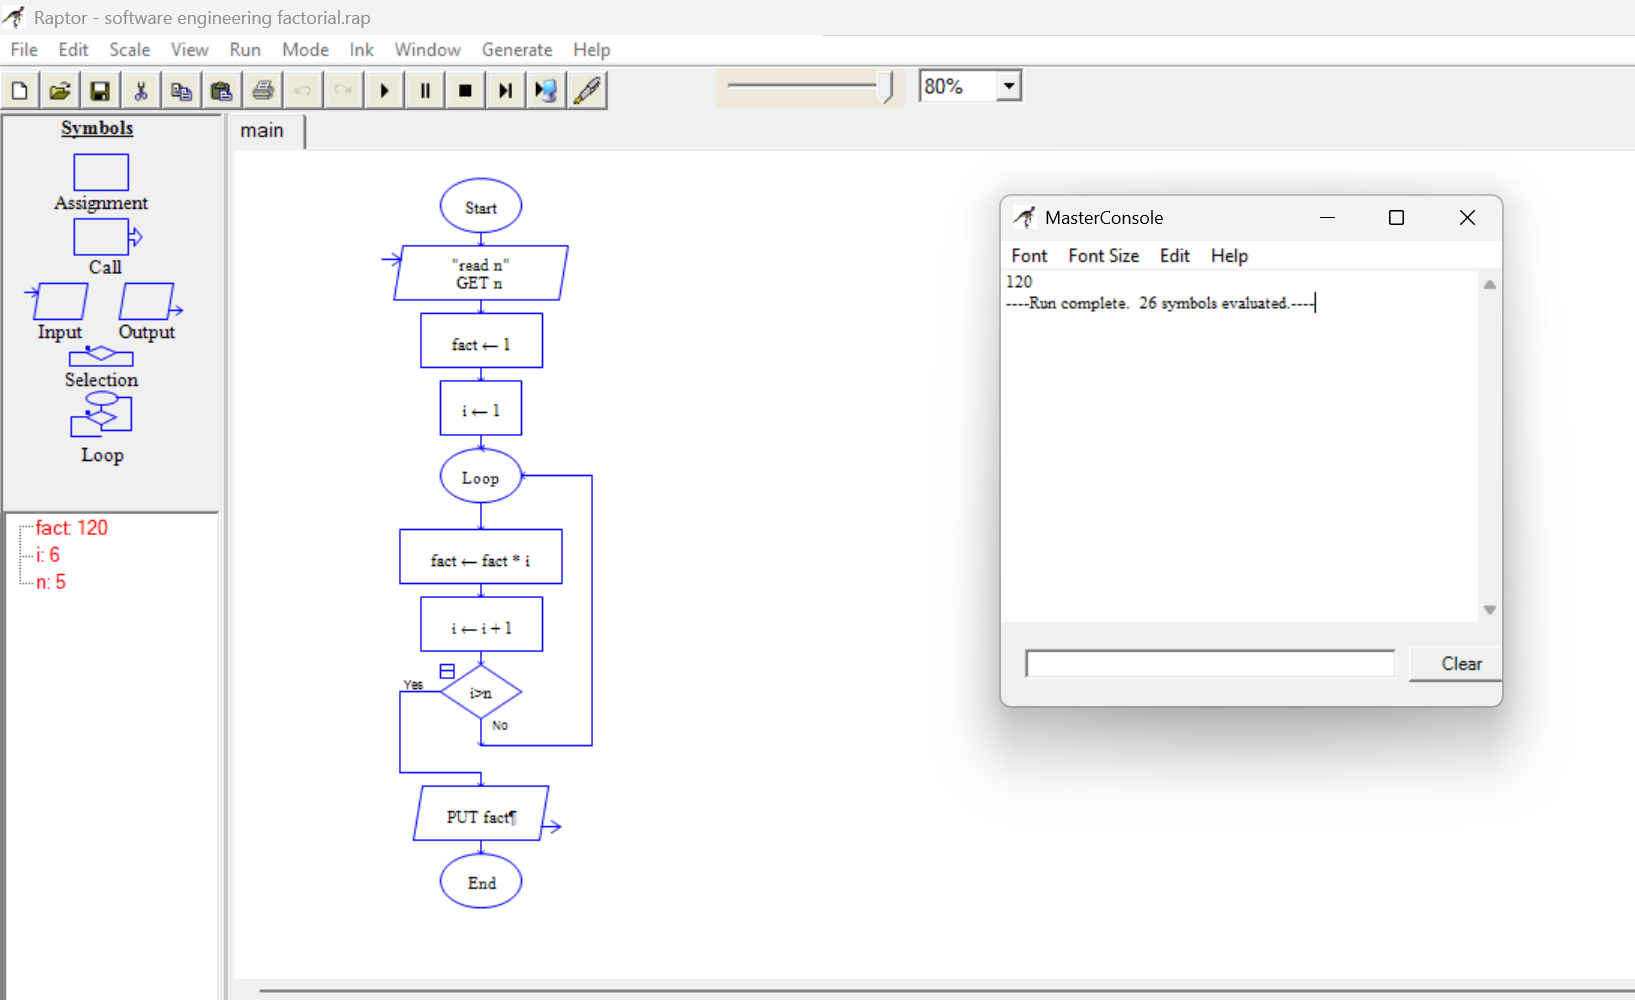 Raptor - software engineering factorial.rap
File Edit Scale View Run Mode Ink Window Generate Help
80%
Symbols
Assignment
Call
Input Output
Selection
Loop
fact: 120
i: 6
n: 5
main
Start
"read n"
GET n
fact ← 1
i ← 1
Loop
fact ← fact * i
i ← i + 1
i>n
Yes
No
PUT fact¶
End
MasterConsole
Font Font Size Edit Help
120
----Run complete. 26 symbols evaluated.----
Clear